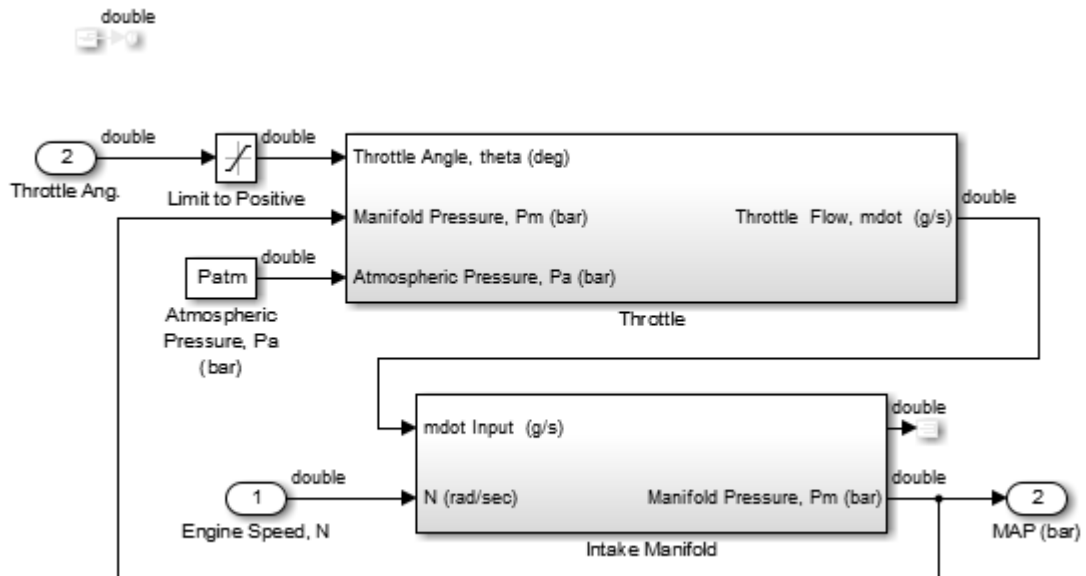 double
double
double
2
Throttle Ang.
Limit to Positive
Throttle Angle, theta (deg)
Manifold Pressure, Pm (bar)
Throttle Flow, mdot (g/s)
double
double
Patm
Atmospheric Pressure, Pa (bar)
Atmospheric
Pressure, Pa
(bar)
Throttle
mdot Input (g/s)
double
double
1
Engine Speed, N
N (rad/sec)
Manifold Pressure, Pm (bar)
double
2
MAP (bar)
Intake Manifold